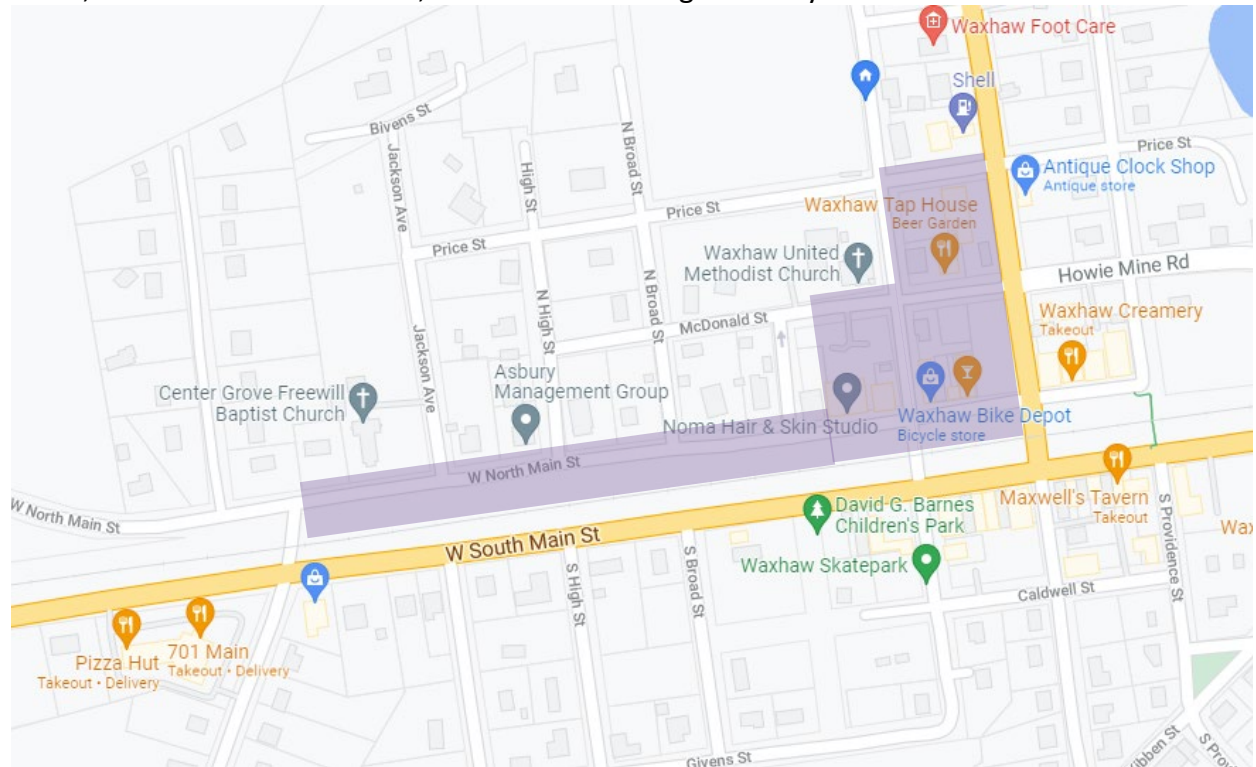 Waxhaw Foot Care
Shell
Bivens St
Price St
N Broad St
Jackson Ave
High St
Antique Clock Shop
Antique store
Waxhaw Tap House
Beer Garden
Price St
Price St
Waxhaw United
Methodist Church
Howie Mine Rd
N Broad St
N High St
McDonald St
Waxhaw Creamery
Takeout
Jackson Ave
Asbury
Management Group
Center Grove Freewill
Baptist Church
Noma Hair & Skin Studio
Waxhaw Bike Depot
Bicycle store
W North Main St
W North Main St
Maxwell's Tavern
Takeout
David G. Barnes
Children's Park
S Providence St
W South Main St
Waxhaw Skatepark
S High St
S Broad St
Caldwell St
Pizza Hut
Takeout • Delivery
701 Main
Takeout • Delivery
Givens St